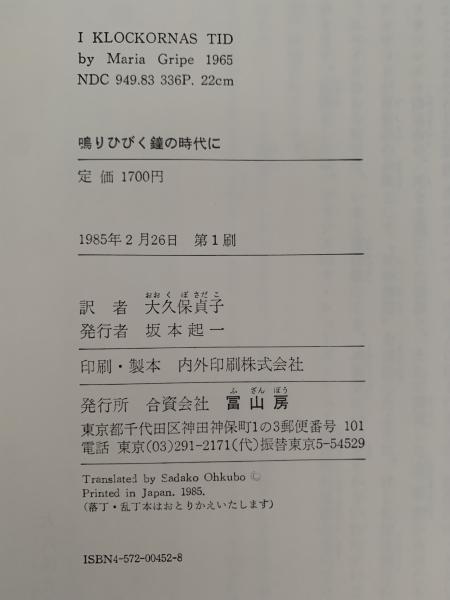 I KLOCKORNAS TID
by Maria Gripe 1965
NDC 949.83 336P. 22cm
鳴りひびく鐘の時代に
定価 1700円
1985年2月26日 第1刷
おおくぼさだこ
訳者 大久保貞子
発行者 坂本起一
印刷・製本 内外印刷株式会社
ふざんぼう
発行所 合資会社 冨山房
東京都千代田区神田神保町1の3郵便番号 101
電話 東京(03)291-2171(代)振替東京5-54529
Translated by Sadako Ohkubo ©
Printed in Japan. 1985.
(落丁・乱丁本はおとりかえいたします)
ISBN4-572-00452-8